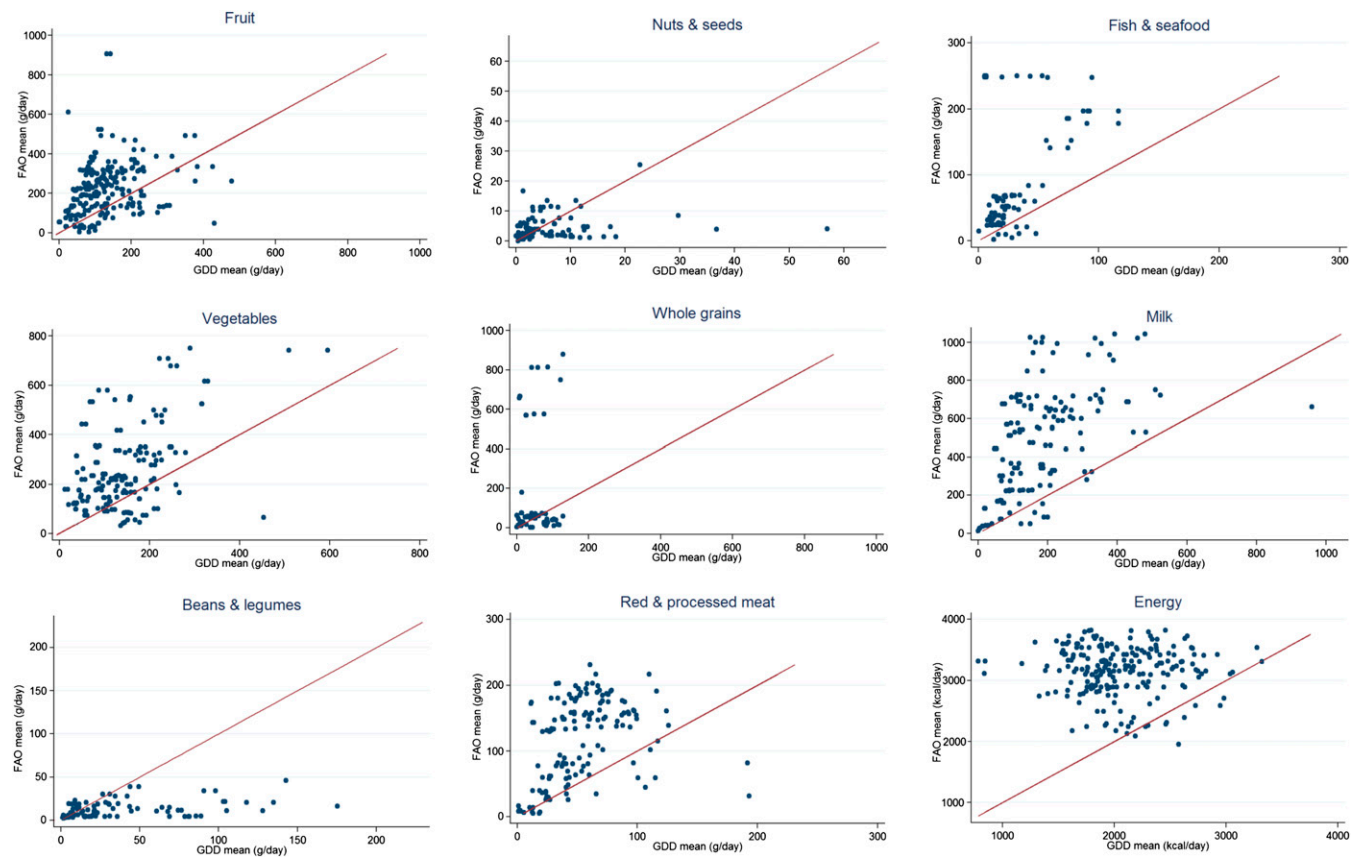 Fruit
1000
800
600
400
200
0
FAO mean (g/day)
0 200 400 600 800 1000
GDD mean (g/day)
Nuts & seeds
70
60
50
40
30
20
10
0
FAO mean (g/day)
0 10 20 30 40 50 60
GDD mean (g/day)
Fish & seafood
300
200
100
0
FAO mean (g/day)
0 100 200 300
GDD mean (g/day)
Vegetables
800
600
400
200
0
FAO mean (g/day)
0 200 400 600 800
GDD mean (g/day)
Whole grains
1000
800
600
400
200
0
FAO mean (g/day)
0 200 400 600 800 1000
GDD mean (g/day)
Milk
1000
800
600
400
200
0
FAO mean (g/day)
0 200 400 600 800 1000
GDD mean (g/day)
Beans & legumes
200
150
100
50
0
FAO mean (g/day)
0 50 100 150 200
GDD mean (g/day)
Red & processed meat
300
200
100
0
FAO mean (g/day)
0 100 200 300
GDD mean (g/day)
Energy
4000
3000
2000
1000
FAO mean (kcal/day)
1000 2000 3000 4000
GDD mean (kcal/day)